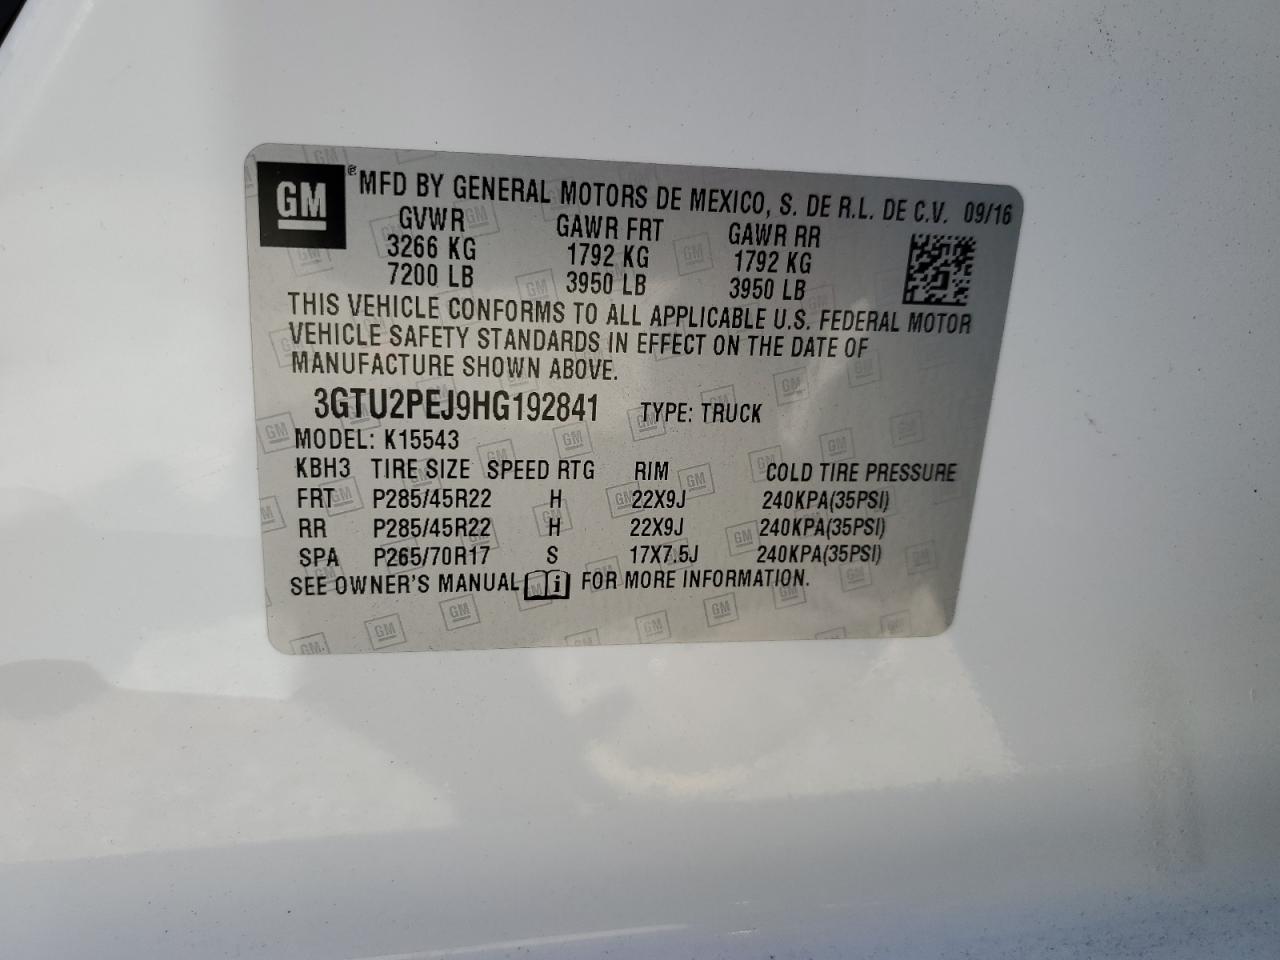 GM ® MFD BY GENERAL MOTORS DE MEXICO, S. DE R.L. DE C.V. 09/16
GVWR GAWR FRT GAWR RR
3266 KG 1792 KG 1792 KG
7200 LB 3950 LB 3950 LB
THIS VEHICLE CONFORMS TO ALL APPLICABLE U.S. FEDERAL MOTOR
VEHICLE SAFETY STANDARDS IN EFFECT ON THE DATE OF
MANUFACTURE SHOWN ABOVE.
3GTU2PEJ9HG192841 TYPE: TRUCK
MODEL: K15543
KBH3 TIRE SIZE SPEED RTG RIM COLD TIRE PRESSURE
FRT P285/45R22 H 22X9J 240KPA(35PSI)
RR P285/45R22 H 22X9J 240KPA(35PSI)
SPA P265/70R17 S 17X7.5J 240KPA(35PSI)
SEE OWNER'S MANUAL i FOR MORE INFORMATION.